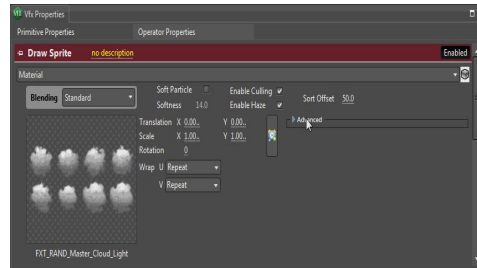 Vfx Vfx Properties
Primitive Properties Operator Properties
Draw Sprite no description Enabled
Material
Blending Standard
Soft Particle
Softness 14.0
Enable Culling
Enable Haze
Sort Offset 50.0
Translation X 0.00.. Y 0.00..
Scale X 1.00.. Y 1.00..
Rotation 0
Wrap U Repeat
V Repeat
Advanced
FXT_RAND_Master_Cloud_Light